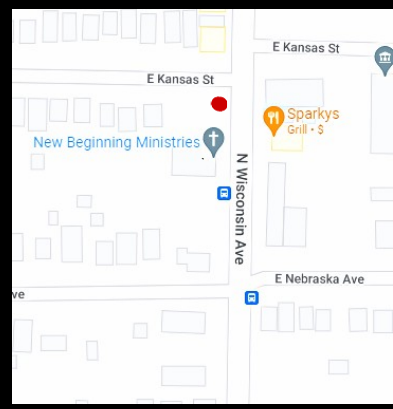 E Kansas St
E Kansas St
Sparkys
Grill • $
New Beginning Ministries
N Wisconsin Ave
E Nebraska Ave
ve